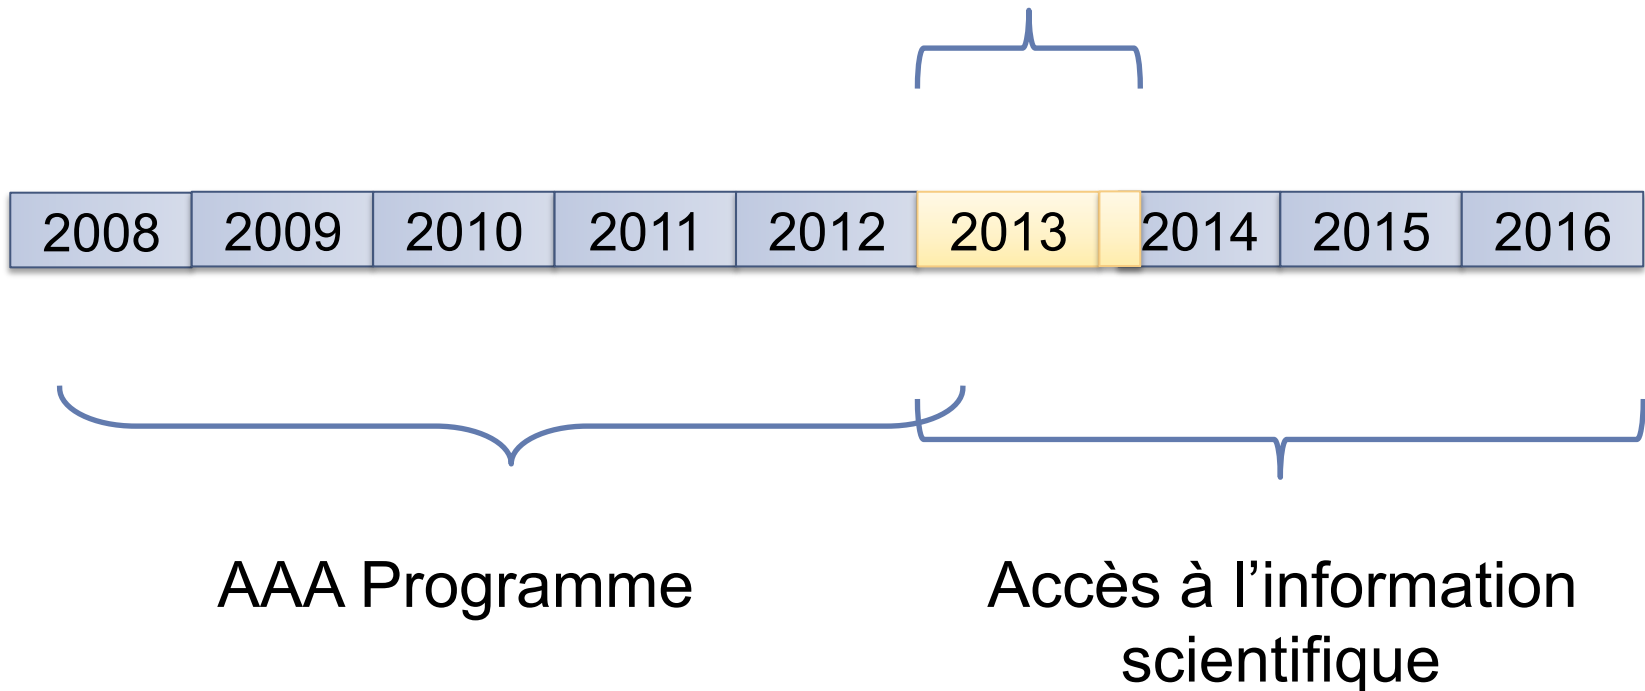 2008 2009 2010 2011 2012 2013 2014 2015 2016
AAA Programme
Accès à l’information
scientifique